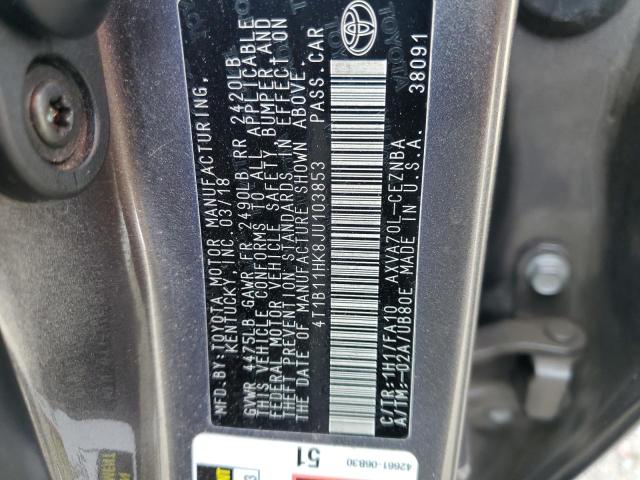 MFD.BY:TOYOTA MOTOR MANUFACTURING,
KENTUCKY, INC. 03/18
GVWR 4475LB GAWR FR 2490LB RR 2420LB
THIS VEHICLE CONFORMS TO ALL APPLICABLE
FEDERAL MOTOR VEHICLE SAFETY, BUMPER, AND
THEFT PREVENTION STANDARDS IN EFFECT ON
THE DATE OF MANUFACTURE SHOWN ABOVE.
4T1B11HK8JU103853 PASS.CAR
TOYOTA
C/TR:1H1/FA10 AXVA70L-CEZNBA
A/TM:-02A/UB80E MADE IN U.S.A.
38091
51
42661-06B30